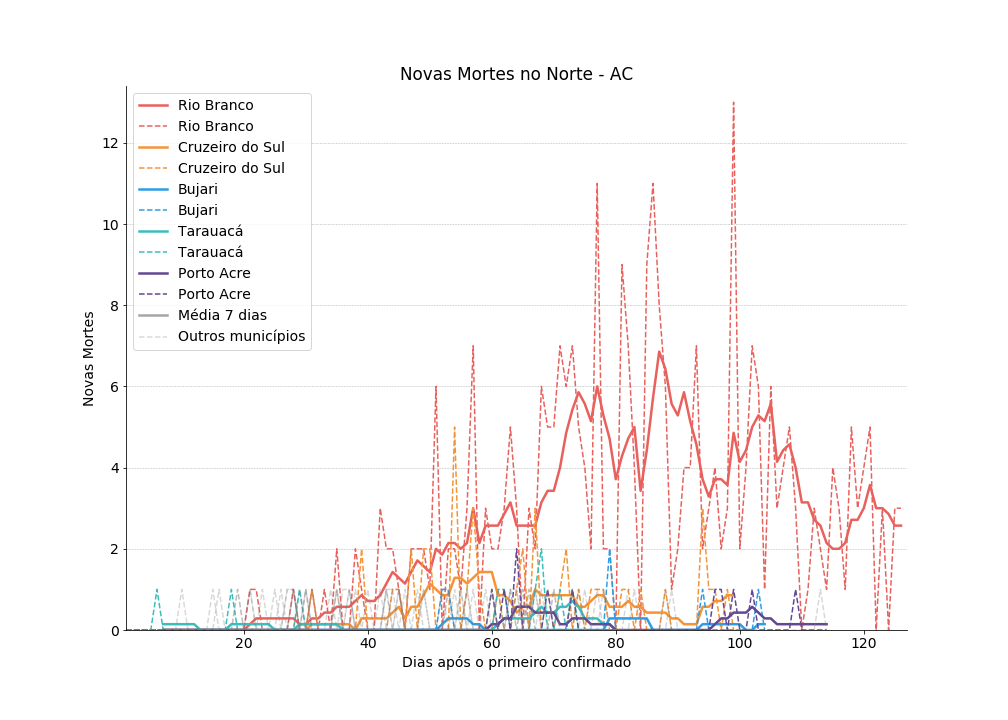 Novas Mortes no Norte - AC
Rio Branco
Rio Branco
Cruzeiro do Sul
Cruzeiro do Sul
Bujari
Bujari
Tarauacá
Tarauacá
Porto Acre
Porto Acre
Média 7 dias
Outros municípios
Novas Mortes
12
10
8
6
4
2
0
20
40
60
80
100
120
Dias após o primeiro confirmado